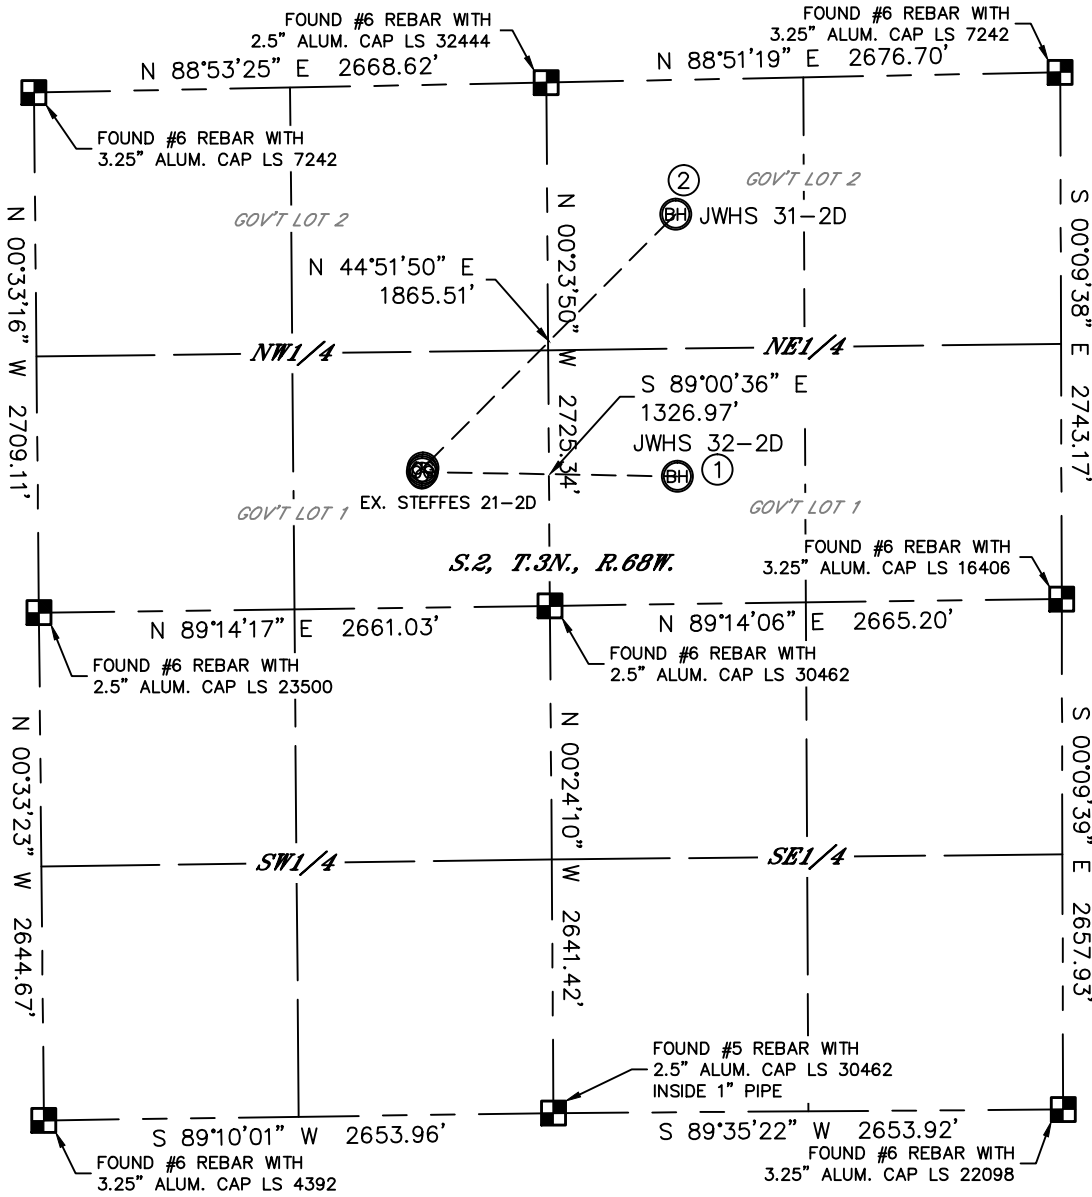 FOUND #6 REBAR WITH
2.5" ALUM. CAP LS 32444
FOUND #6 REBAR WITH
3.25" ALUM. CAP LS 7242
N 88°53'25" E 2668.62'
N 88°51'19" E 2676.70'
FOUND #6 REBAR WITH
3.25" ALUM. CAP LS 7242
GOV'T LOT 2
GOV'T LOT 2
2
BH JWHS 31-2D
N 00°33'16" W 2709.11'
N 00°23'50" W 2725.34'
S 00°09'38" E 2743.17'
N 44°51'50" E
1865.51'
NW1/4
NE1/4
S 89°00'36" E
1326.97'
JWHS 32-2D
BH 1
EX. STEFFES 21-2D
GOV'T LOT 1
GOV'T LOT 1
S.2, T.3N., R.68W.
FOUND #6 REBAR WITH
3.25" ALUM. CAP LS 16406
N 89°14'17" E 2661.03'
N 89°14'06" E 2665.20'
FOUND #6 REBAR WITH
2.5" ALUM. CAP LS 23500
FOUND #6 REBAR WITH
2.5" ALUM. CAP LS 30462
N 00°33'23" W 2644.67'
N 00°24'10" W 2641.42'
S 00°09'39" E 2657.93'
SW1/4
SE1/4
FOUND #5 REBAR WITH
2.5" ALUM. CAP LS 30462
INSIDE 1" PIPE
S 89°10'01" W 2653.96'
S 89°35'22" W 2653.92'
FOUND #6 REBAR WITH
3.25" ALUM. CAP LS 4392
FOUND #6 REBAR WITH
3.25" ALUM. CAP LS 22098